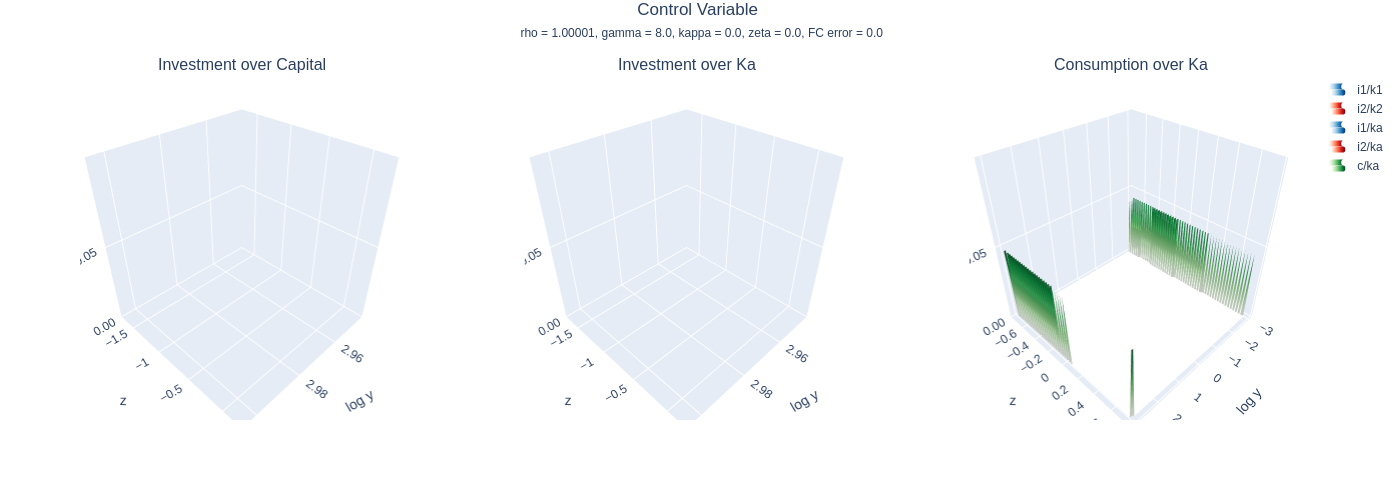 Control Variable
rho = 1.00001, gamma = 8.0, kappa = 0.0, zeta = 0.0, FC error = 0.0
Investment over Capital
Investment over Ka
Consumption over Ka
i1/k1
i2/k2
i1/ka
i2/ka
c/ka
0.00
−1.5
−1
−0.5
z
2.96
2.98
log y
0.00
−1.5
−1
−0.5
z
2.96
2.98
log y
0.00
−0.6
−0.4
−0.2
0
0.2
0.4
z
−3
−2
−1
0
1
log y